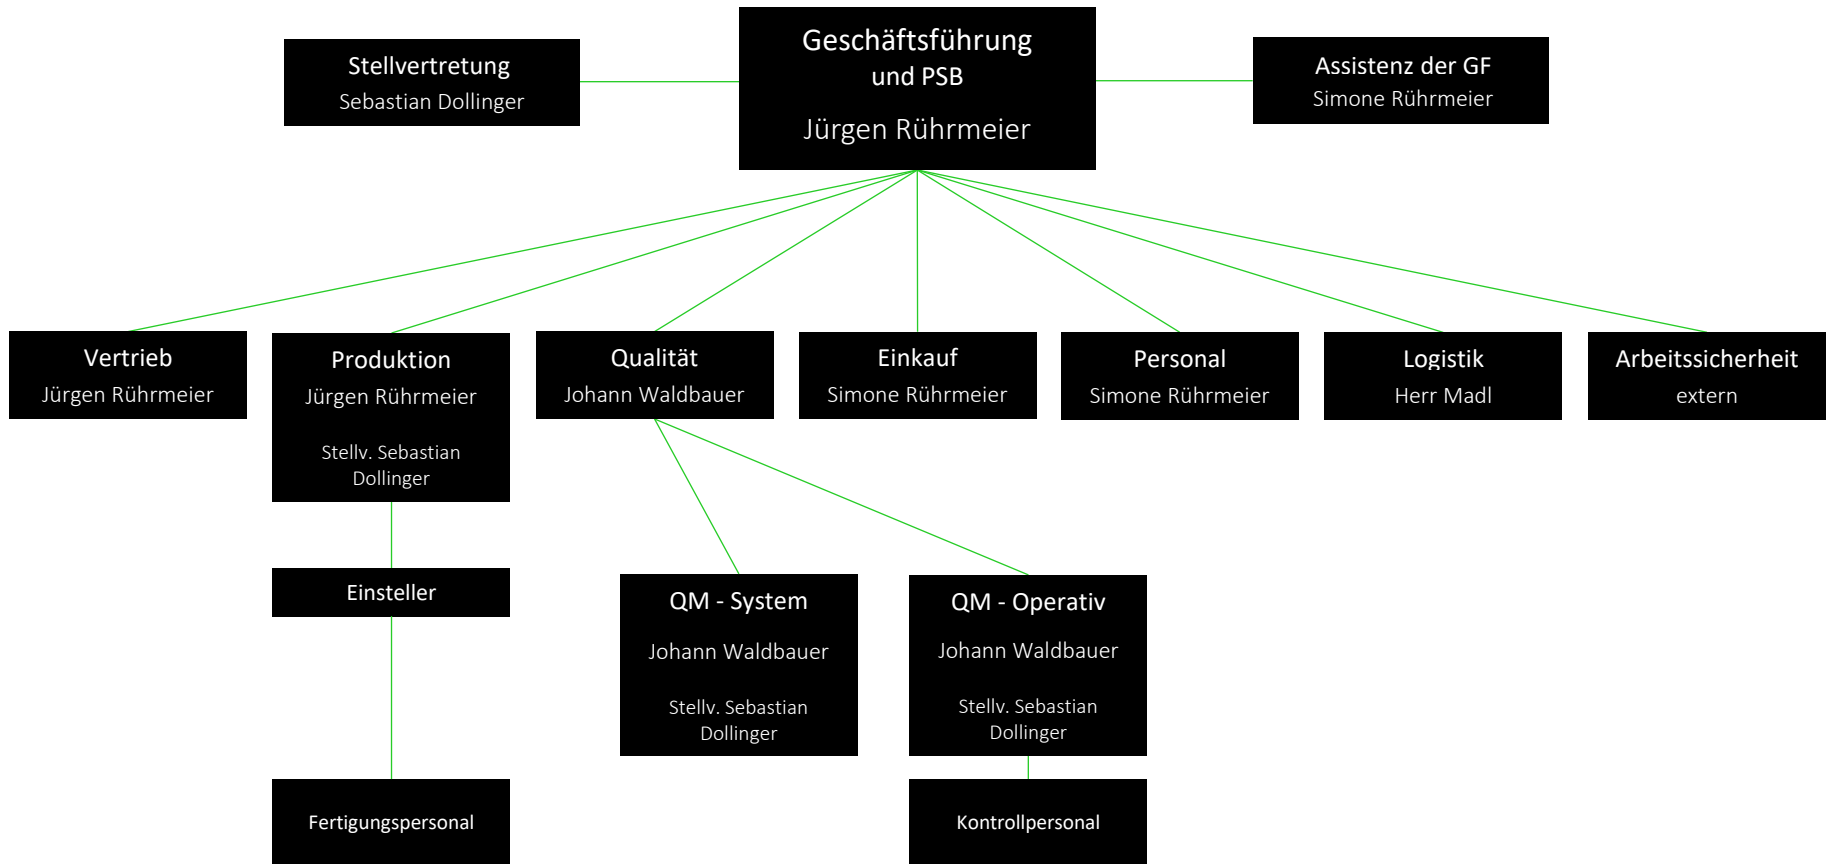 Geschäftsführung
und PSB
Jürgen Rührmeier
Stellvertretung
Sebastian Dollinger
Assistenz der GF
Simone Rührmeier
Vertrieb
Jürgen Rührmeier
Produktion
Jürgen Rührmeier
Stellv. Sebastian
Dollinger
Qualität
Johann Waldbauer
Einkauf
Simone Rührmeier
Personal
Simone Rührmeier
Logistik
Herr Madl
Arbeitssicherheit
extern
Einsteller
QM - System
Johann Waldbauer
Stellv. Sebastian
Dollinger
QM - Operativ
Johann Waldbauer
Stellv. Sebastian
Dollinger
Fertigungspersonal
Kontrollpersonal